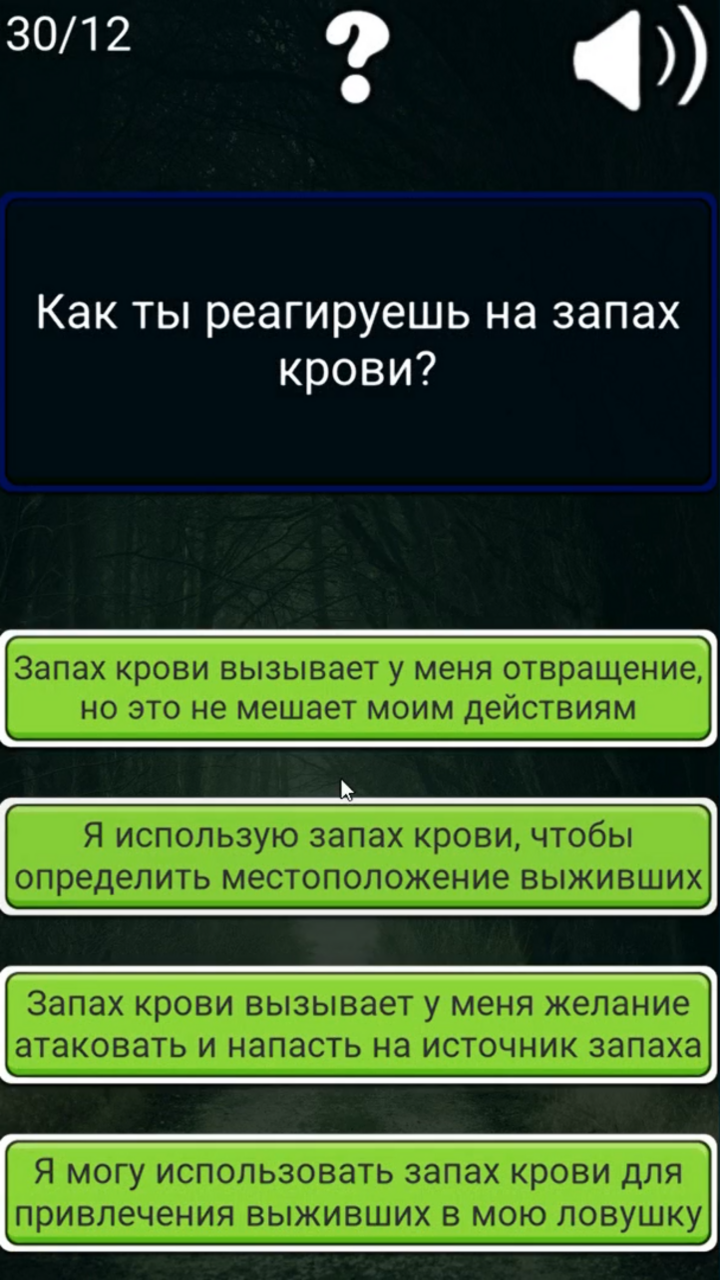 30/12
?
Как ты реагируешь на запах
крови?
Запах крови вызывает у меня отвращение,
но это не мешает моим действиям
Я использую запах крови, чтобы
определить местоположение выживших
Запах крови вызывает у меня желание
атаковать и напасть на источник запаха
Я могу использовать запах крови для
привлечения выживших в мою ловушку